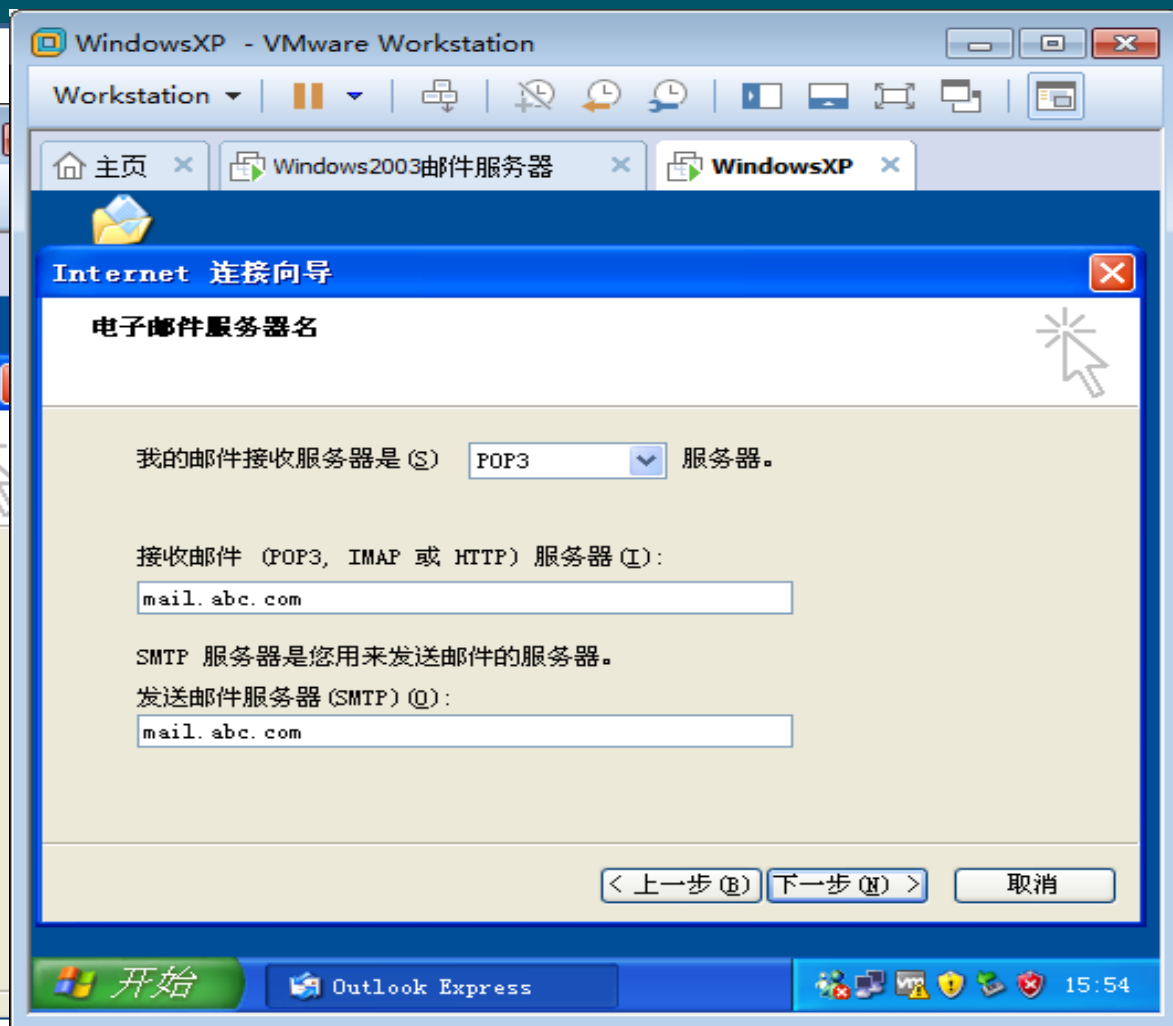 WindowsXP - VMware Workstation
Workstation
主页
Windows2003邮件服务器
WindowsXP
Internet 连接向导
电子邮件服务器名
我的邮件接收服务器是(S) POP3 服务器。
接收邮件 (POP3, IMAP 或 HTTP) 服务器(I):
mail.abc.com
SMTP 服务器是您用来发送邮件的服务器。
发送邮件服务器(SMTP)(O):
mail.abc.com
< 上一步(B) 下一步(N) > 取消
开始 Outlook Express 15:54